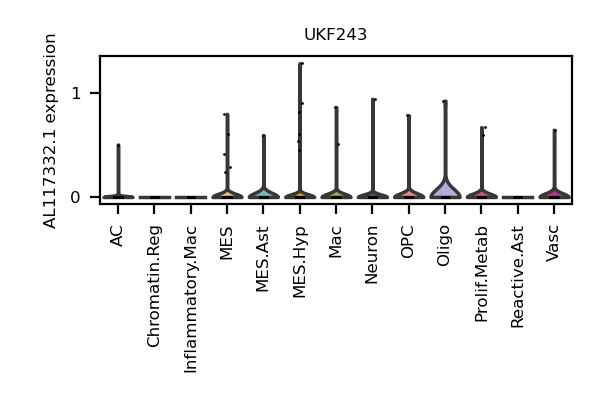 UKF243
AL117332.1 expression
1
0
AC
Chromatin.Reg
Inflammatory.Mac
MES
MES.Ast
MES.Hyp
Mac
Neuron
OPC
Oligo
Prolif.Metab
Reactive.Ast
Vasc